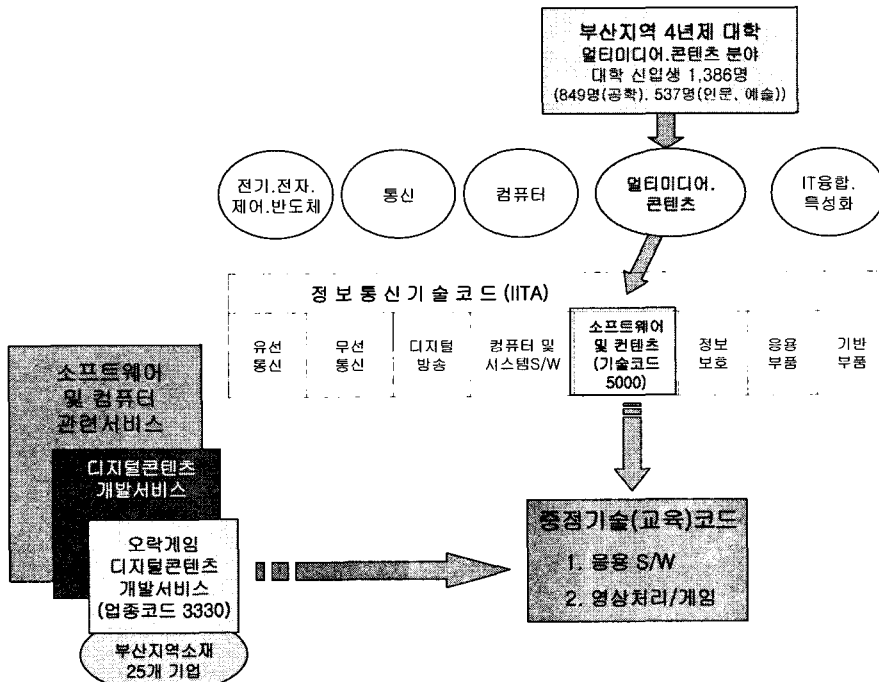 부산지역 4년제 대학
멀티미디어.콘텐츠 분야
대학 신입생 1,386명
(849명(공학), 537명(인문, 예술))
전기.전자.
제어.반도체
통신
컴퓨터
멀티미디어.
콘텐츠
IT융합.
특성화
정보통신기술코드(IITA)
유선
통신
무선
통신
디지털
방송
컴퓨터 및
시스템S/W
소프트웨어
및 컨텐츠
(기술코드
5000)
정보
보호
응용
부품
기반
부품
소프트웨어
및 컴퓨터
관련서비스
디지털콘텐츠
개발서비스
오락게임
디지털콘텐츠
개발서비스
(업종코드 3330)
부산지역소재
25개 기업
중점기술(교육)코드
1. 응용 S/W
2. 영상처리/게임